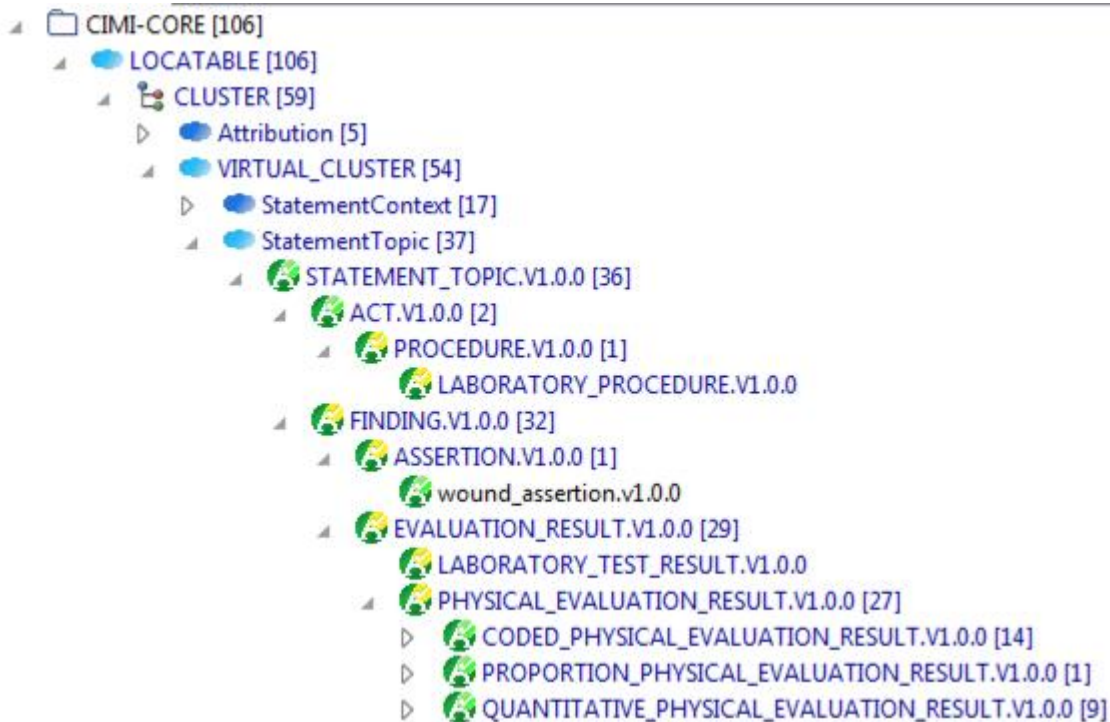 CIMI-CORE [106]
LOCATABLE [106]
CLUSTER [59]
Attribution [5]
VIRTUAL_CLUSTER [54]
StatementContext [17]
StatementTopic [37]
STATEMENT_TOPIC.V1.0.0 [36]
ACT.V1.0.0 [2]
PROCEDURE.V1.0.0 [1]
LABORATORY_PROCEDURE.V1.0.0
FINDING.V1.0.0 [32]
ASSERTION.V1.0.0 [1]
wound_assertion.v1.0.0
EVALUATION_RESULT.V1.0.0 [29]
LABORATORY_TEST_RESULT.V1.0.0
PHYSICAL_EVALUATION_RESULT.V1.0.0 [27]
CODED_PHYSICAL_EVALUATION_RESULT.V1.0.0 [14]
PROPORTION_PHYSICAL_EVALUATION_RESULT.V1.0.0 [1]
QUANTITATIVE_PHYSICAL_EVALUATION_RESULT.V1.0.0 [9]